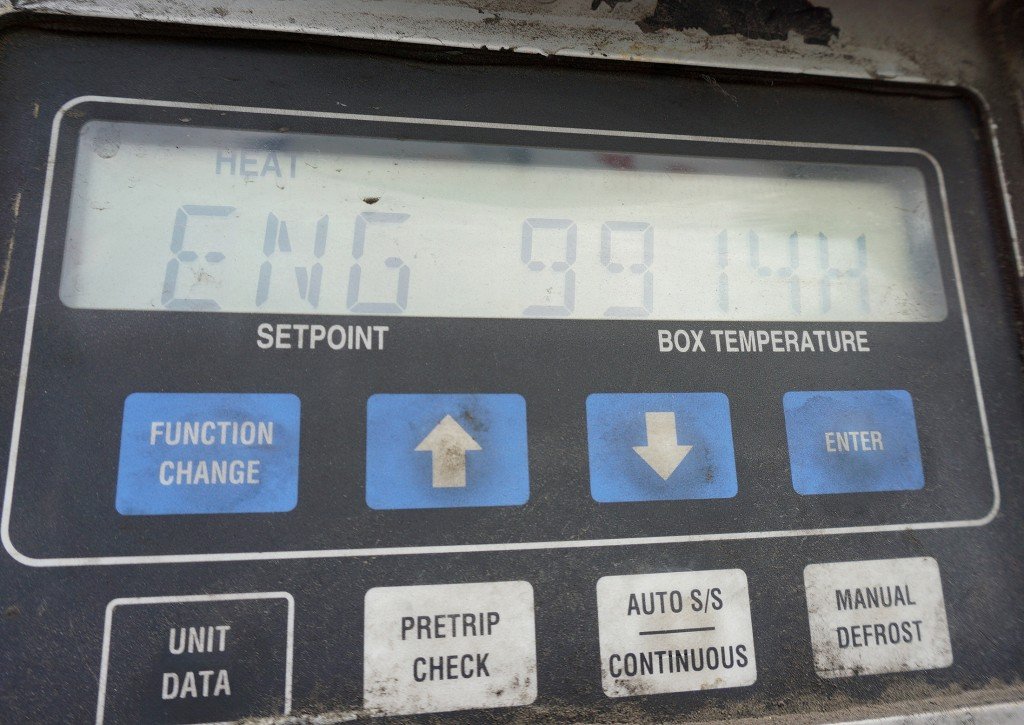 HEAT
ENG 9914H
SETPOINT
BOX TEMPERATURE
FUNCTION
CHANGE
ENTER
UNIT
DATA
PRETRIP
CHECK
AUTO S/S
CONTINUOUS
MANUAL
DEFROST